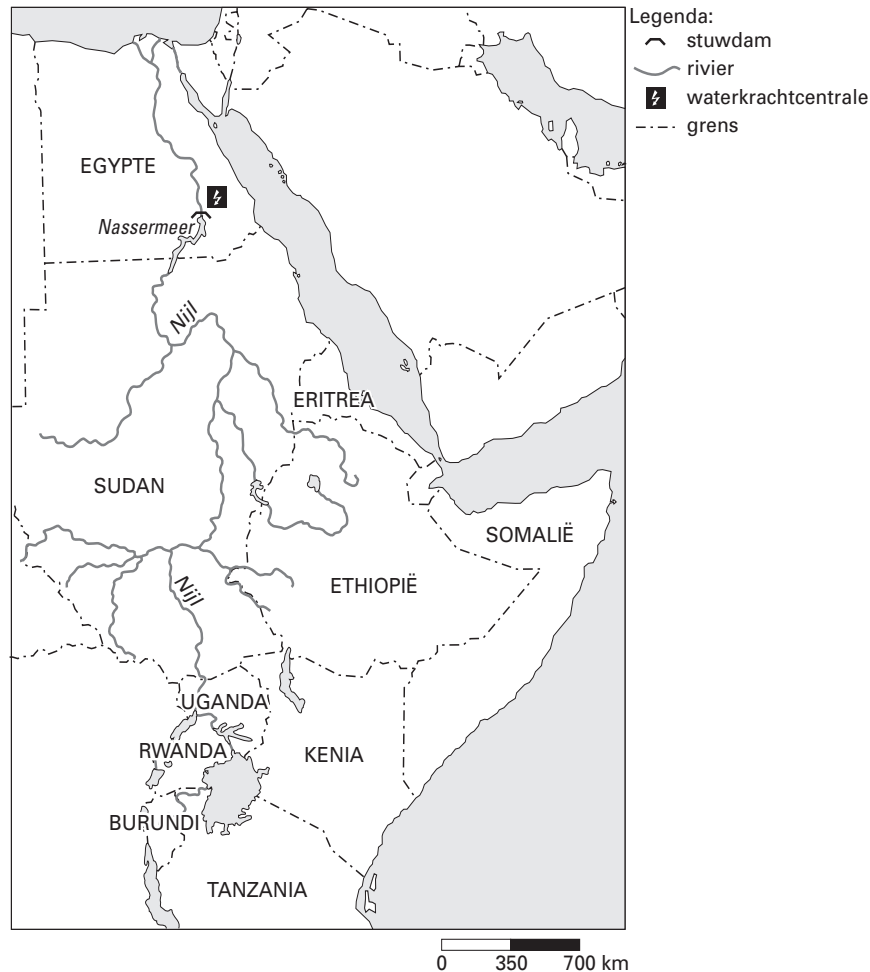 Legenda:
stuwdam
rivier
waterkrachtcentrale
grens
EGYPTE
Nassermeer
Nijl
ERITREA
SUDAN
SOMALIË
ETHIOPIË
Nijl
UGANDA
RWANDA
KENIA
BURUNDI
TANZANIA
0 350 700 km